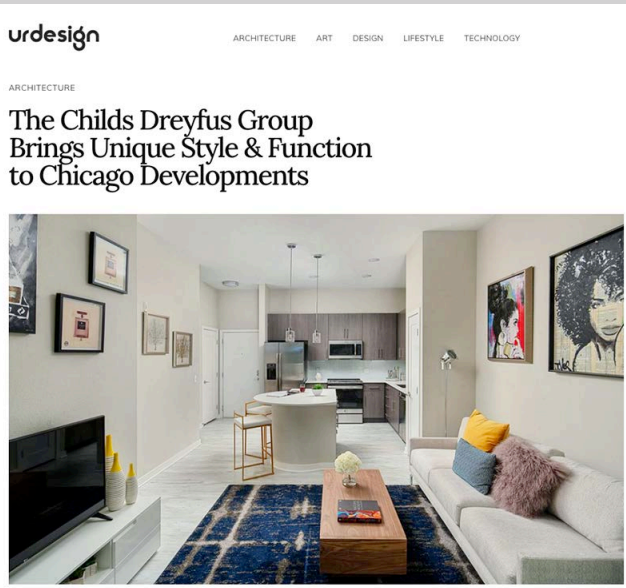 urdesign
ARCHITECTURE ART DESIGN LIFESTYLE TECHNOLOGY
ARCHITECTURE
The Childs Dreyfus Group
Brings Unique Style & Function
to Chicago Developments